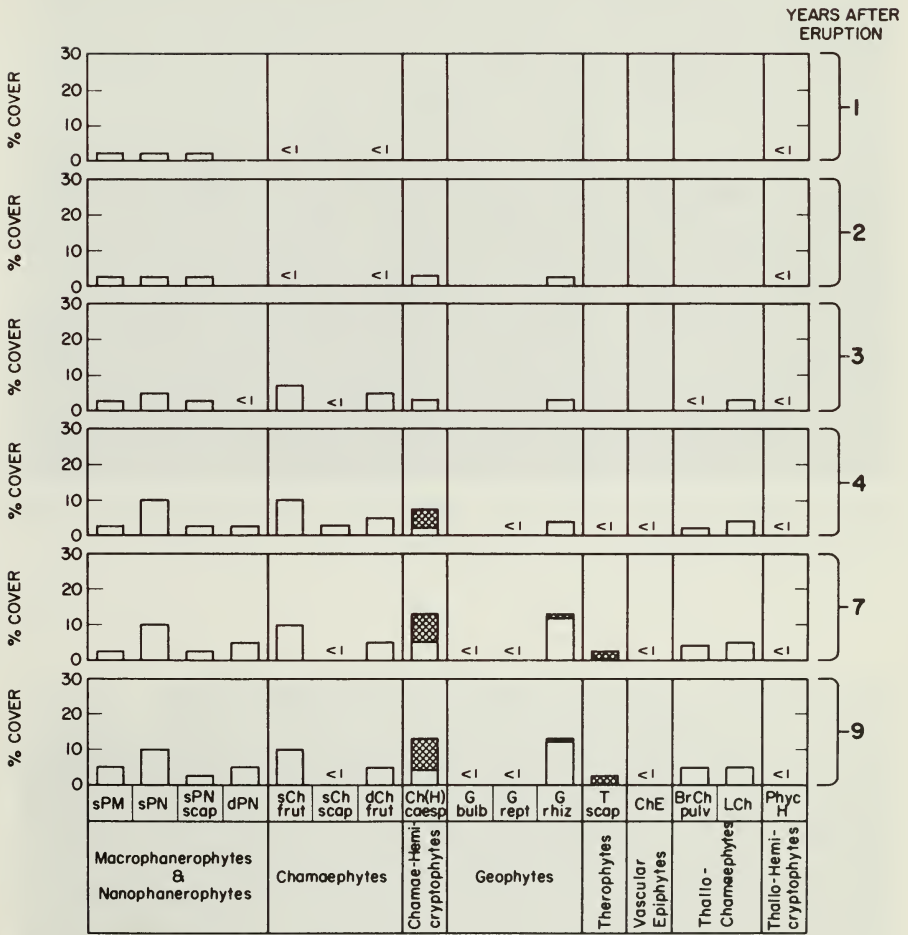 YEARS AFTER
ERUPTION
% COVER
30
20
10
0
<1 <1 <1
1
% COVER
30
20
10
0
<1 <1 <1
2
% COVER
30
20
10
0
<1 <1 <1 <1
3
% COVER
30
20
10
0
<1 <1 <1 <1
4
% COVER
30
20
10
0
<1 <1 <1 <1 <1
7
% COVER
30
20
10
0
<1 <1 <1 <1 <1
9
sPM
sPN
sPN
scap
dPN
sCh
frut
sCh
scap
dCh
frut
Ch(H)
caesp
G
bulb
G
rept
G
rhiz
T
scap
ChE
BrCh
pulv
LCh
Phyc
H
Macrophanerophytes
&
Nanophanerophytes
Chamaephytes
Chamae-Hemi-
cryptophytes
Geophytes
Therophytes
Vascular
Epiphytes
Thallo-
Chamaephytes
Thallo-Hemi-
cryptophytes